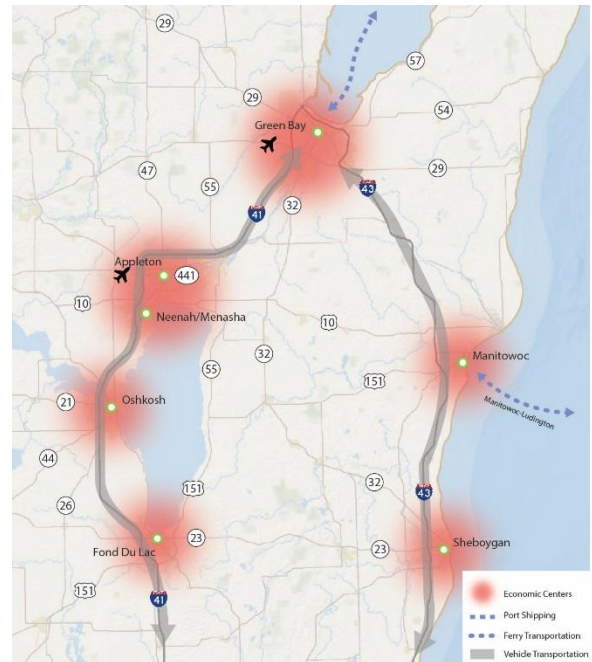 29
57
29
54
Green Bay
47
29
55
32
41
43
Appleton
441
10
Neenah/Menasha
10
32
Manitowoc
151
55
21
Oshkosh
Manitowoc-Ludington
44
26
151
32
43
23
23
Sheboygan
Fond Du Lac
151
41
Economic Centers
Port Shipping
Ferry Transportation
Vehicle Transportation